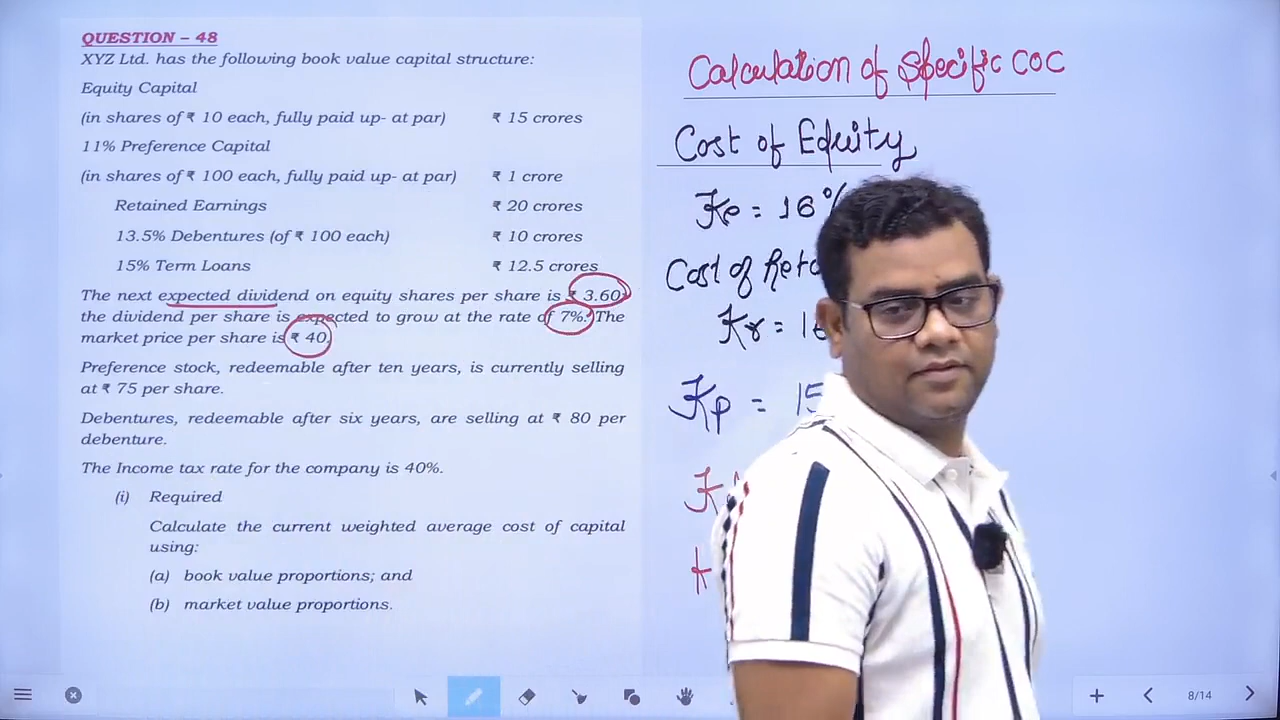 QUESTION – 48
XYZ Ltd. has the following book value capital structure:
Equity Capital
(in shares of ₹ 10 each, fully paid up- at par) ₹ 15 crores
11% Preference Capital
(in shares of ₹ 100 each, fully paid up- at par) ₹ 1 crore
Retained Earnings ₹ 20 crores
13.5% Debentures (of ₹ 100 each) ₹ 10 crores
15% Term Loans ₹ 12.5 crores
The next expected dividend on equity shares per share is ₹ 3.60;
the dividend per share is expected to grow at the rate of 7%. The
market price per share is ₹ 40.
Preference stock, redeemable after ten years, is currently selling
at ₹ 75 per share.
Debentures, redeemable after six years, are selling at ₹ 80 per
debenture.
The Income tax rate for the company is 40%.
(i) Required
Calculate the current weighted average cost of capital
using:
(a) book value proportions; and
(b) market value proportions.
Calculation of Specific COC
Cost of Equity
Ke = 16%
Cost of
Kr =
Kp = 15
8/14